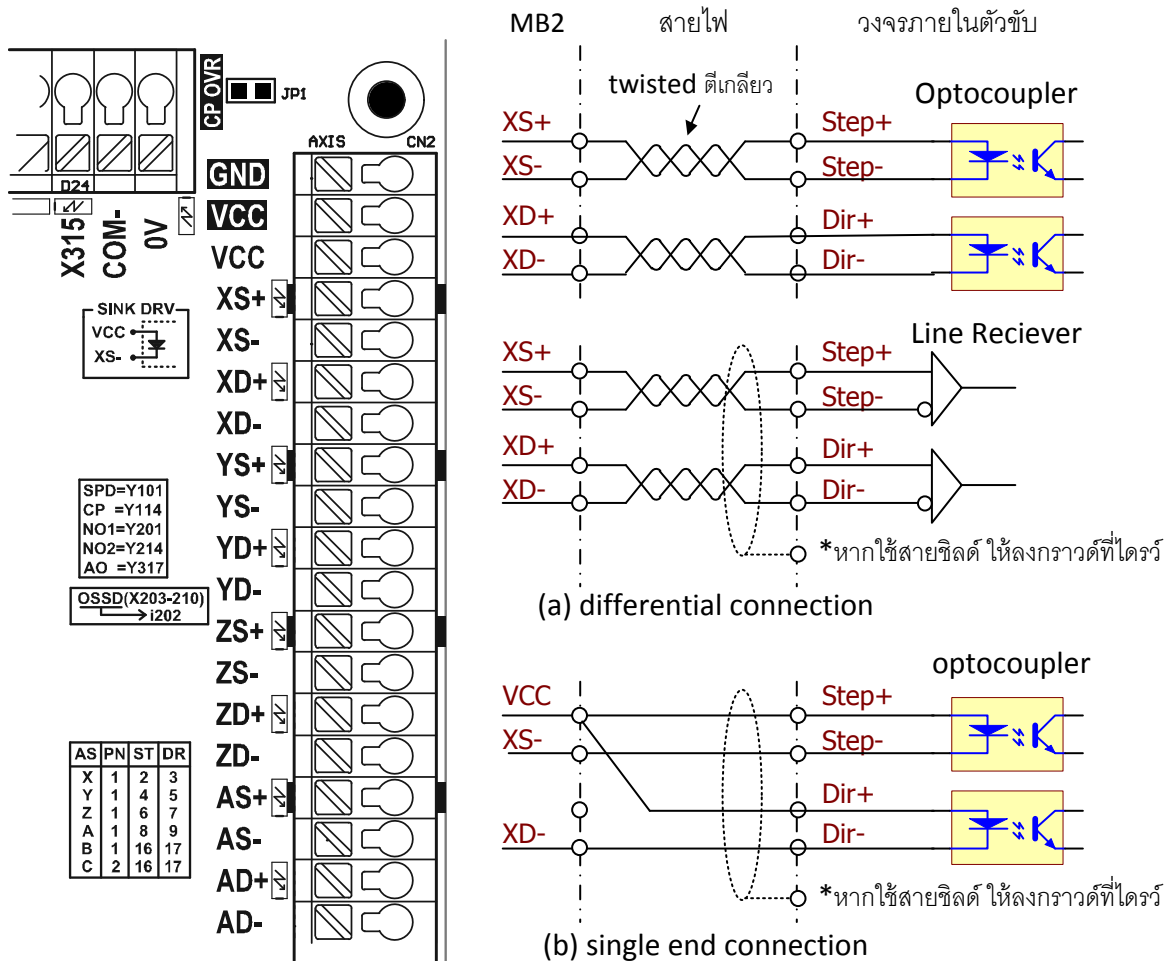 CP OVR
JP1
AXIS
CN2
D24
X315
COM-
0V
GND
VCC
VCC
XS+
XS-
XD+
XD-
YS+
YS-
YD+
YD-
ZS+
ZS-
ZD+
ZD-
AS+
AS-
AD+
AD-
SINK DRV
VCC
XS-
SPD=Y101
CP =Y114
NO1=Y201
NO2=Y214
AO =Y317
OSSD(X203-210)
i202
AS PN ST DR
X 1 2 3
Y 1 4 5
Z 1 6 7
A 1 8 9
B 1 16 17
C 2 16 17
MB2 สายไฟ วงจรภายในตัวขับ
twisted ตีเกลียว
Optocoupler
XS+ Step+
XS- Step-
XD+ Dir+
XD- Dir-
Line Reciever
XS+ Step+
XS- Step-
XD+ Dir+
XD- Dir-
*หากใช้สายชิลด์ ให้ลงกราวด์ที่ไดรว์
(a) differential connection
optocoupler
VCC Step+
XS- Step-
Dir+
XD- Dir-
*หากใช้สายชิลด์ ให้ลงกราวด์ที่ไดรว์
(b) single end connection